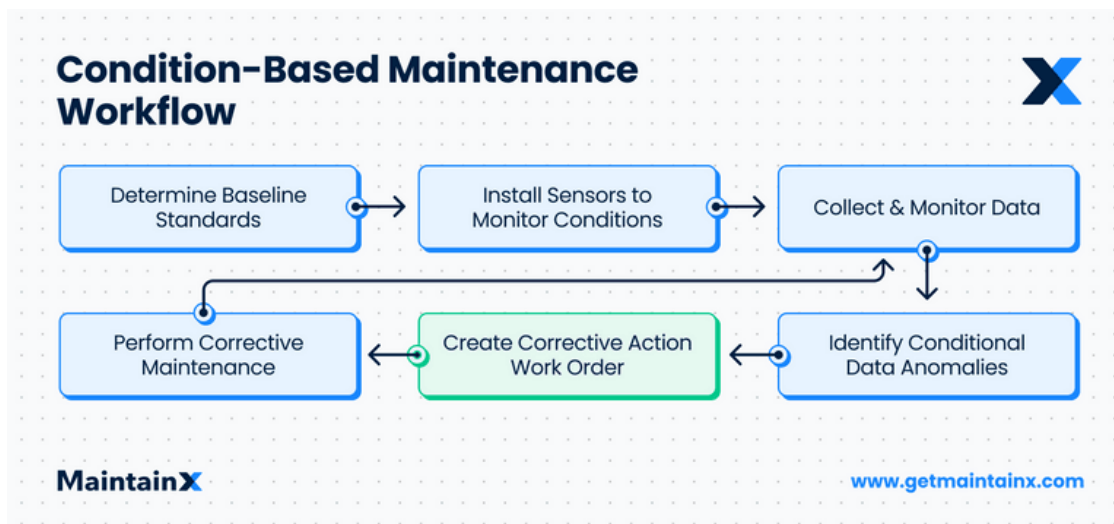 Condition-Based Maintenance
Workflow
Determine Baseline
Standards
Install Sensors to
Monitor Conditions
Collect & Monitor Data
Perform Corrective
Maintenance
Create Corrective Action
Work Order
Identify Conditional
Data Anomalies
MaintainX
www.getmaintainx.com